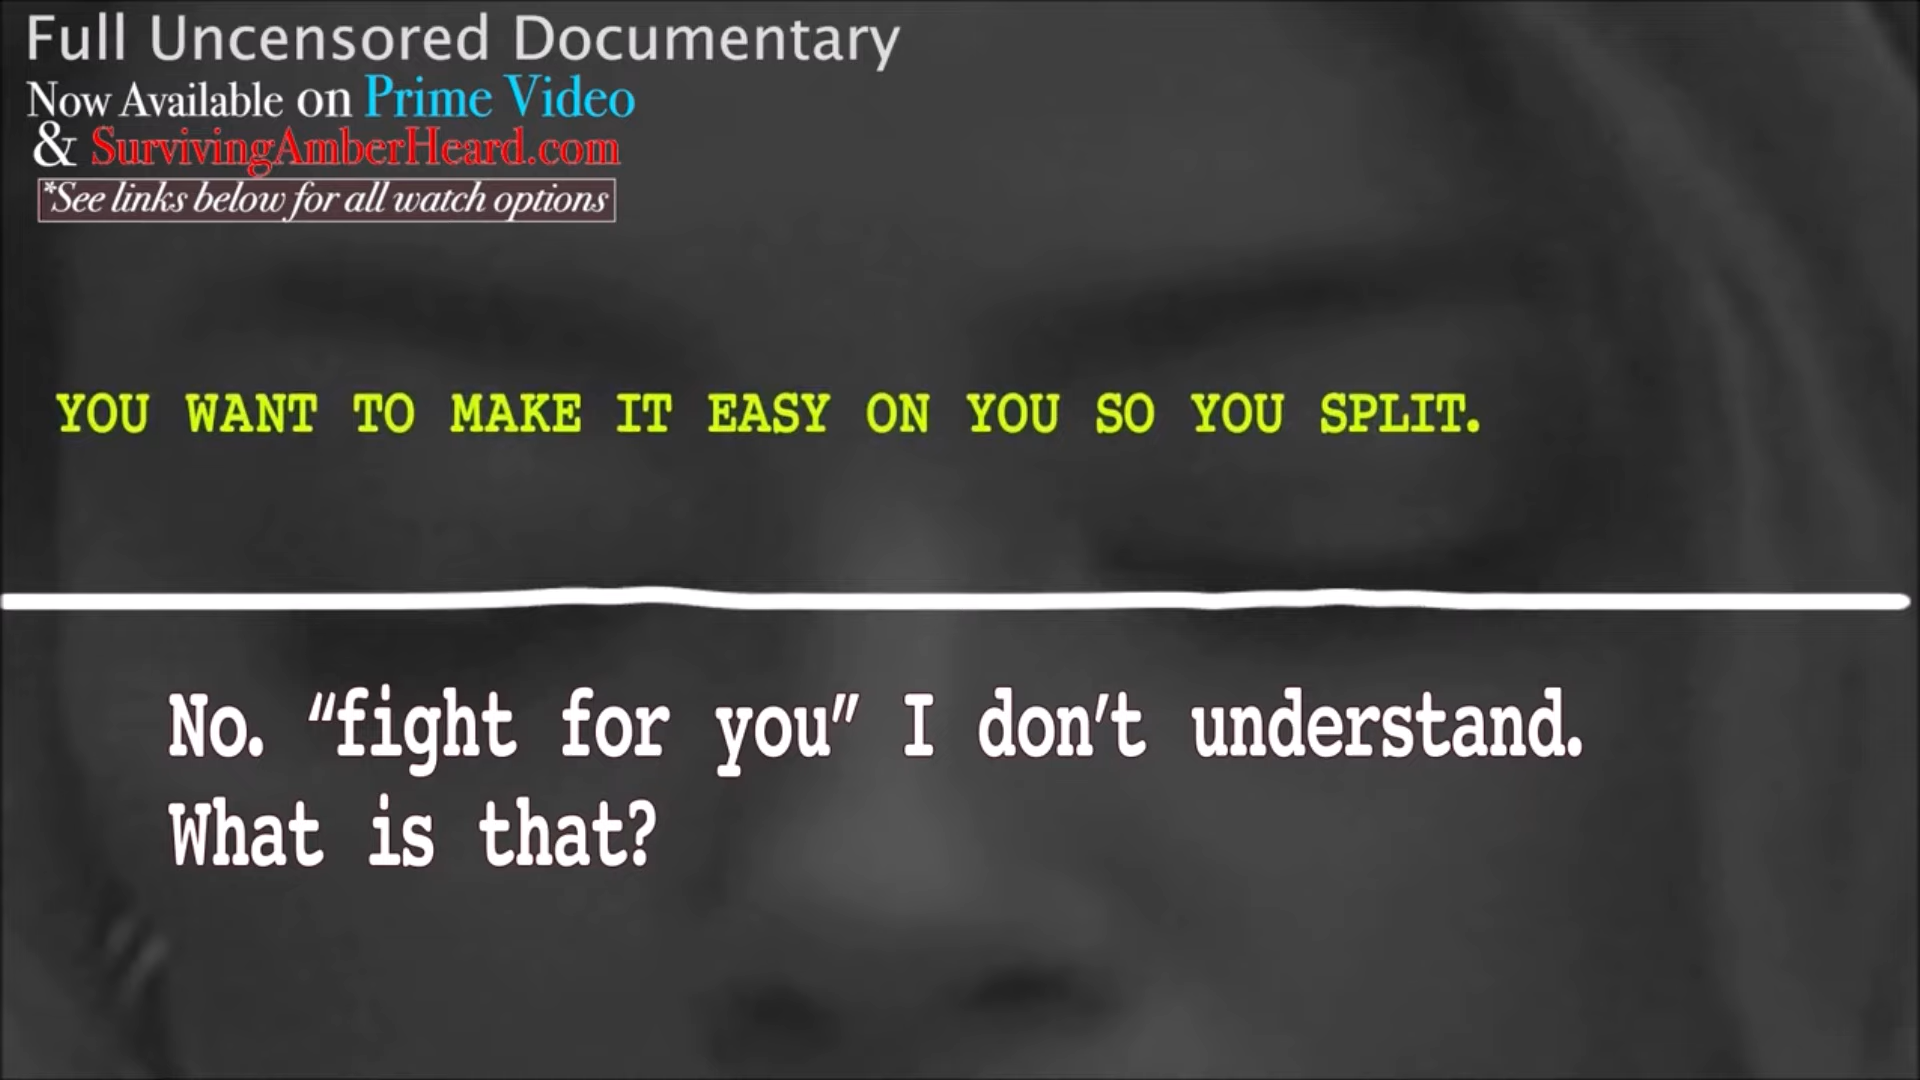 Full Uncensored Documentary
Now Available on Prime Video
& SurvivingAmberHeard.com
*See links below for all watch options
YOU WANT TO MAKE IT EASY ON YOU SO YOU SPLIT.
No. “fight for you” I don’t understand.
What is that?